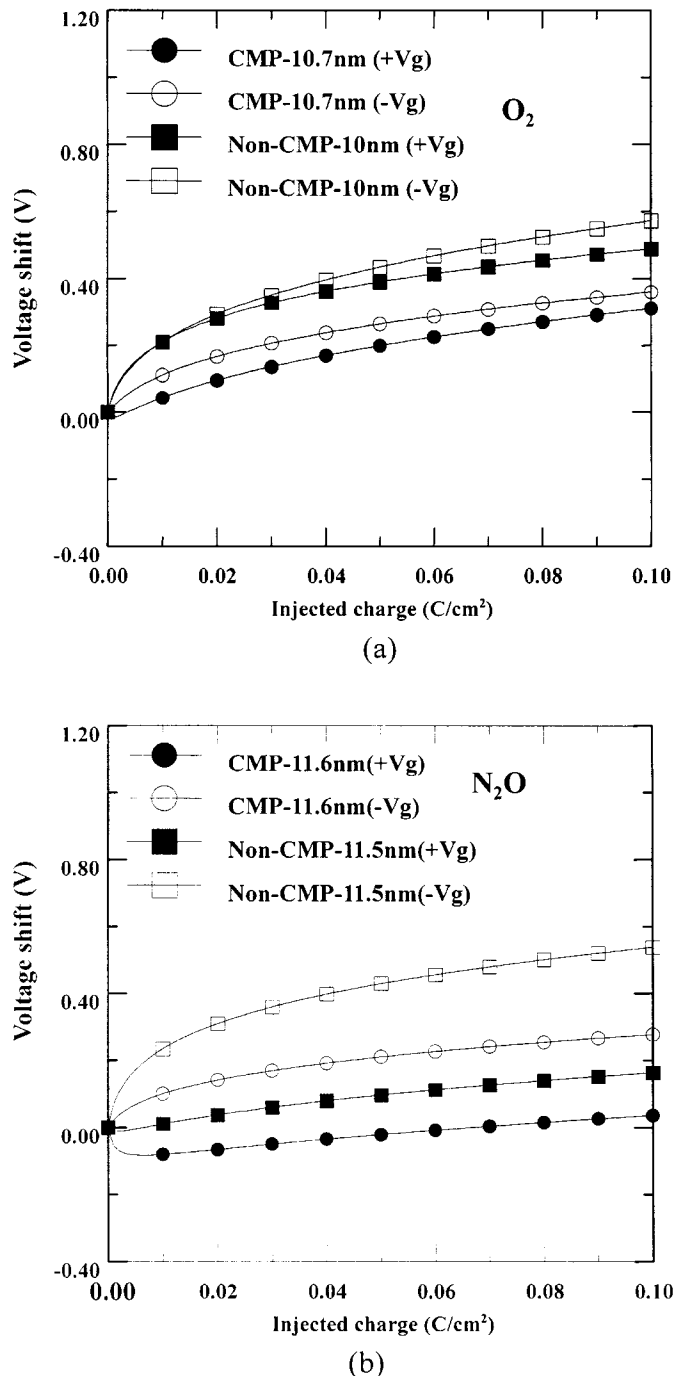 1.20
CMP-10.7nm (+Vg)
CMP-10.7nm (-Vg)
O₂
Non-CMP-10nm (+Vg)
0.80
Non-CMP-10nm (-Vg)
Voltage shift (V)
0.40
0.00
-0.40
0.00 0.02 0.04 0.06 0.08 0.10
Injected charge (C/cm²)
(a)
1.20
CMP-11.6nm(+Vg)
N₂O
CMP-11.6nm(-Vg)
Non-CMP-11.5nm(+Vg)
0.80
Non-CMP-11.5nm(-Vg)
Voltage shift (V)
0.40
0.00
-0.40
0.00 0.02 0.04 0.06 0.08 0.10
Injected charge (C/cm²)
(b)